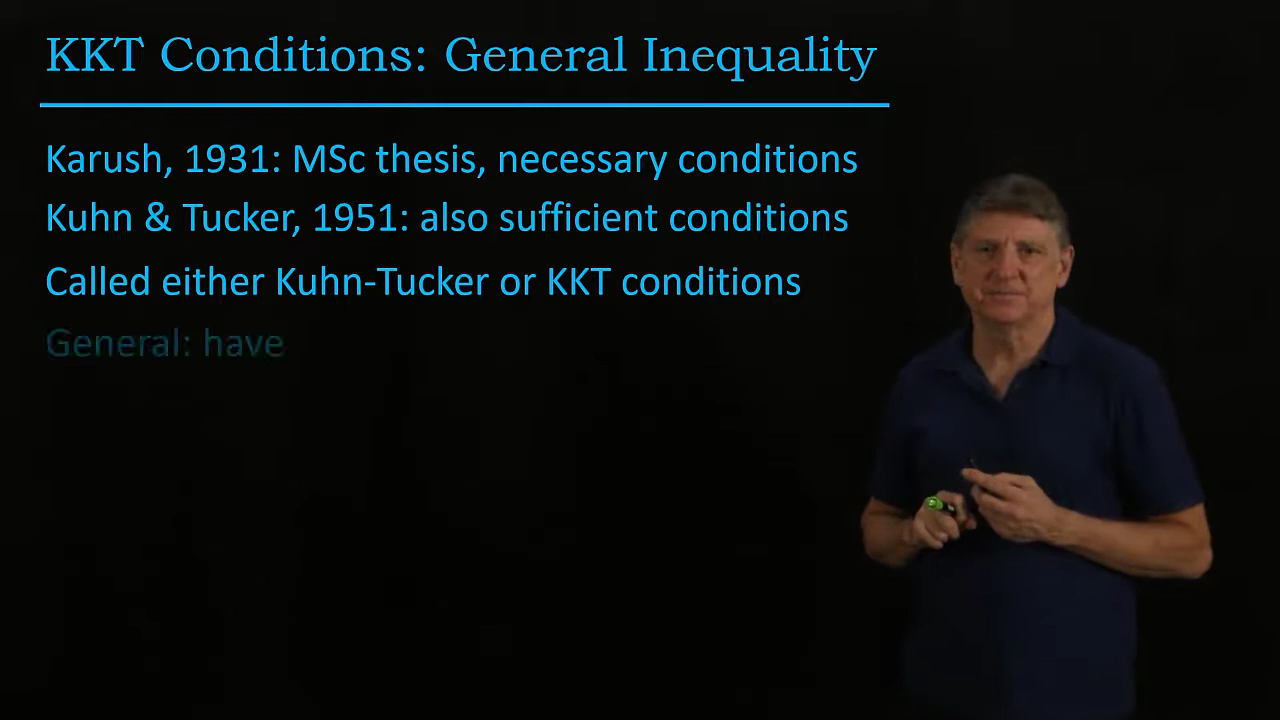 KKT Conditions: General Inequality
Karush, 1931: MSc thesis, necessary conditions
Kuhn & Tucker, 1951: also sufficient conditions
Called either Kuhn-Tucker or KKT conditions
General: have